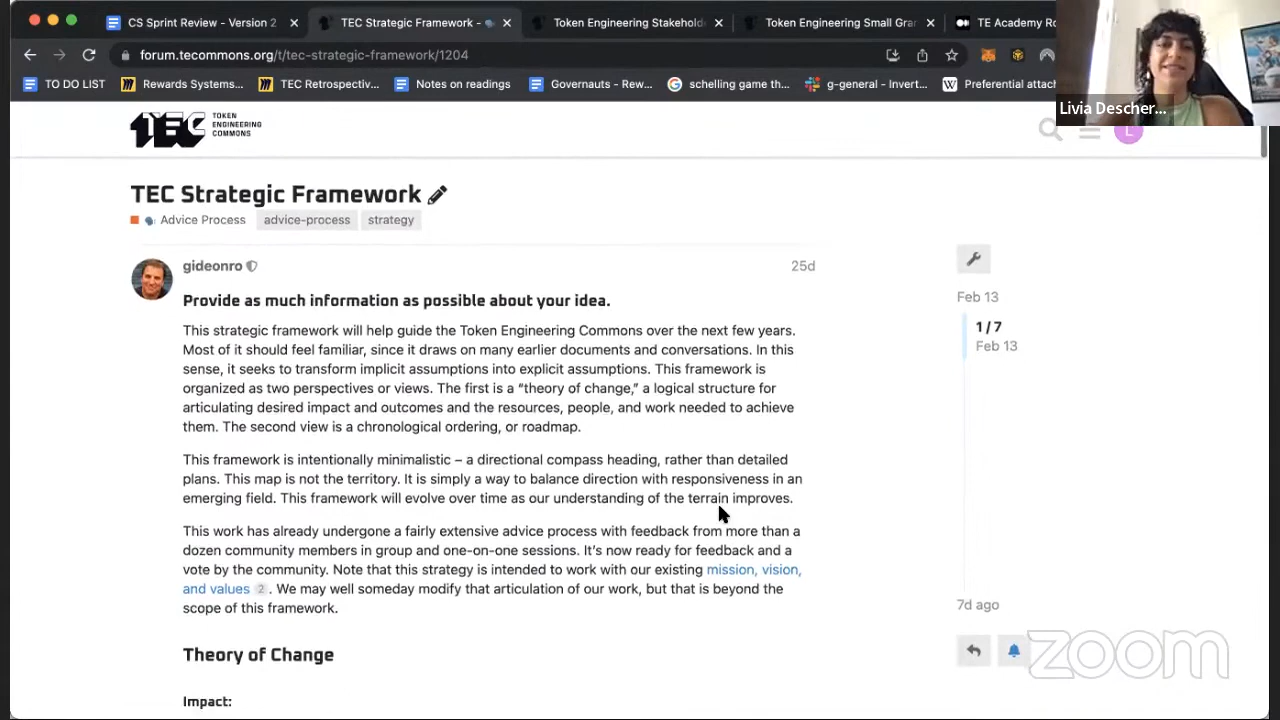 CS Sprint Review - Version 2
TEC Strategic Framework -
Token Engineering Stakehold
Token Engineering Small Gran
TE Academy Ro
forum.tecommons.org/t/tec-strategic-framework/1204
TO DO LIST
Rewards Systems...
TEC Retrospectiv...
Notes on readings
Governauts - Rew...
schelling game th...
g-general - Invert...
Preferential attac
Livia Descher...
TEC
TOKEN
ENGINEERING
COMMONS
L
TEC Strategic Framework
Advice Process
advice-process
strategy
gideonro
25d
Provide as much information as possible about your idea.
This strategic framework will help guide the Token Engineering Commons over the next few years.
Most of it should feel familiar, since it draws on many earlier documents and conversations. In this
sense, it seeks to transform implicit assumptions into explicit assumptions. This framework is
organized as two perspectives or views. The first is a “theory of change,” a logical structure for
articulating desired impact and outcomes and the resources, people, and work needed to achieve
them. The second view is a chronological ordering, or roadmap.
This framework is intentionally minimalistic – a directional compass heading, rather than detailed
plans. This map is not the territory. It is simply a way to balance direction with responsiveness in an
emerging field. This framework will evolve over time as our understanding of the terrain improves.
This work has already undergone a fairly extensive advice process with feedback from more than a
dozen community members in group and one-on-one sessions. It’s now ready for feedback and a
vote by the community. Note that this strategy is intended to work with our existing mission, vision,
and values 2 . We may well someday modify that articulation of our work, but that is beyond the
scope of this framework.
Theory of Change
Impact:
Feb 13
1 / 7
Feb 13
7d ago
zoom